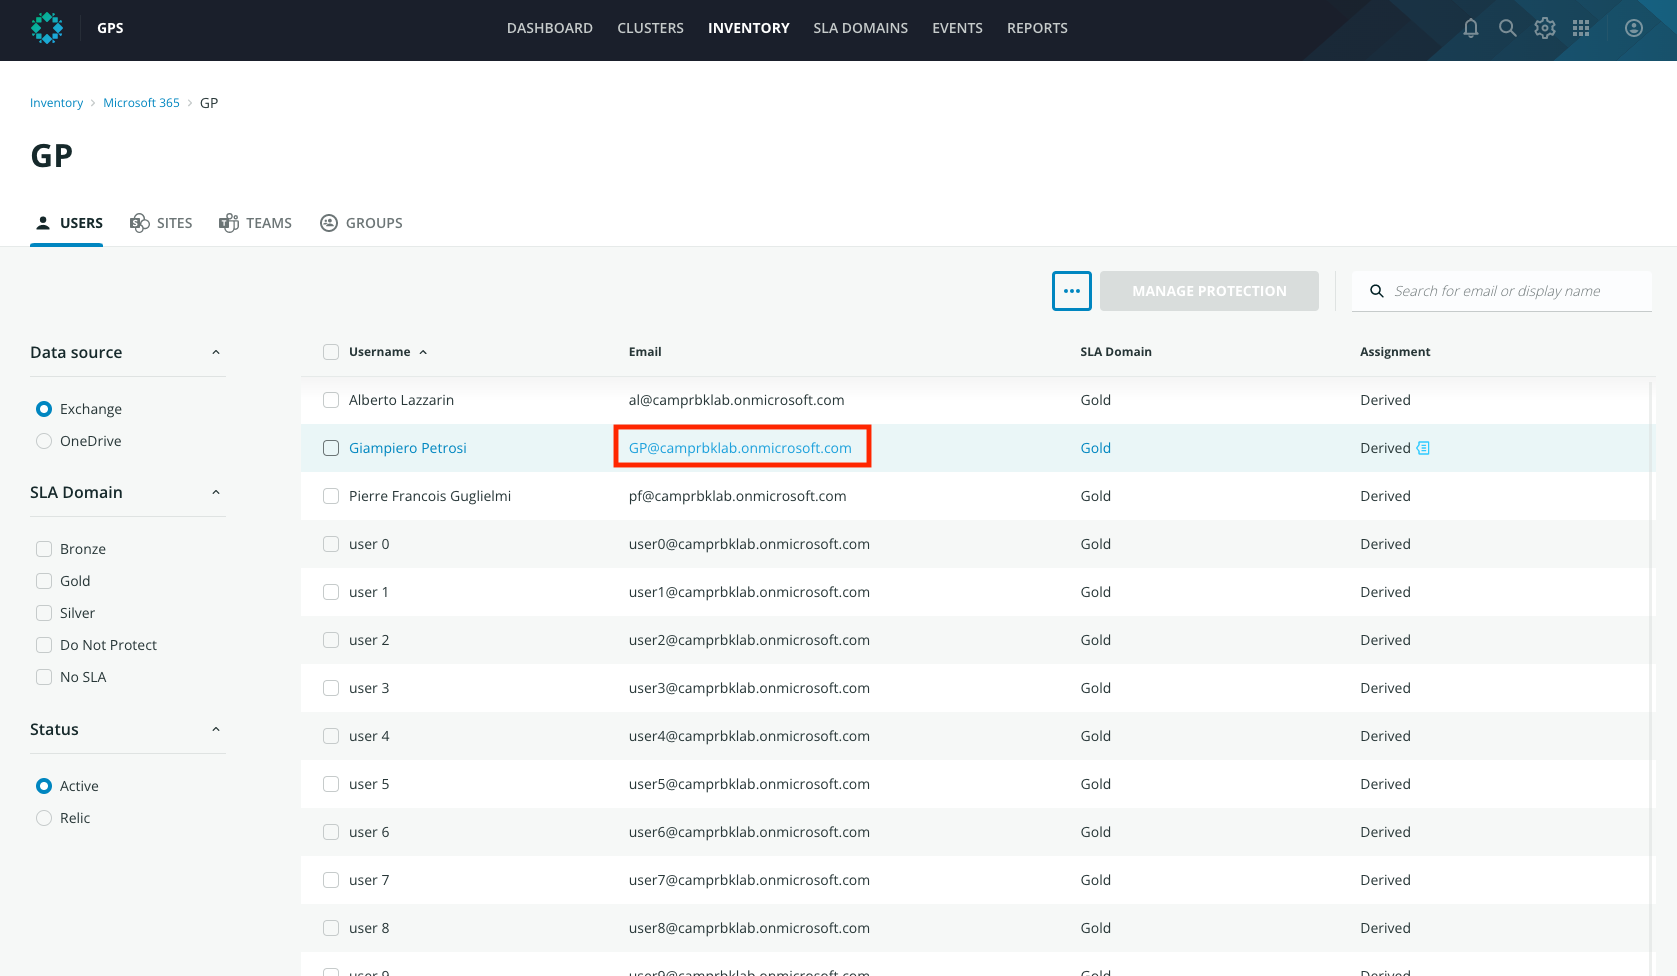 GPS
DASHBOARD CLUSTERS INVENTORY SLA DOMAINS EVENTS REPORTS
Inventory > Microsoft 365 > GP
GP
USERS SITES TEAMS GROUPS
MANAGE PROTECTION
Search for email or display name
Data source
Exchange
OneDrive
SLA Domain
Bronze
Gold
Silver
Do Not Protect
No SLA
Status
Active
Relic
Username Email SLA Domain Assignment
Alberto Lazzarin al@camprbklab.onmicrosoft.com Gold Derived
Giampiero Petrosi GP@camprbklab.onmicrosoft.com Gold Derived
Pierre Francois Guglielmi pf@camprbklab.onmicrosoft.com Gold Derived
user 0 user0@camprbklab.onmicrosoft.com Gold Derived
user 1 user1@camprbklab.onmicrosoft.com Gold Derived
user 2 user2@camprbklab.onmicrosoft.com Gold Derived
user 3 user3@camprbklab.onmicrosoft.com Gold Derived
user 4 user4@camprbklab.onmicrosoft.com Gold Derived
user 5 user5@camprbklab.onmicrosoft.com Gold Derived
user 6 user6@camprbklab.onmicrosoft.com Gold Derived
user 7 user7@camprbklab.onmicrosoft.com Gold Derived
user 8 user8@camprbklab.onmicrosoft.com Gold Derived
user 9 user9@camprbklab.onmicrosoft.com Gold Derived